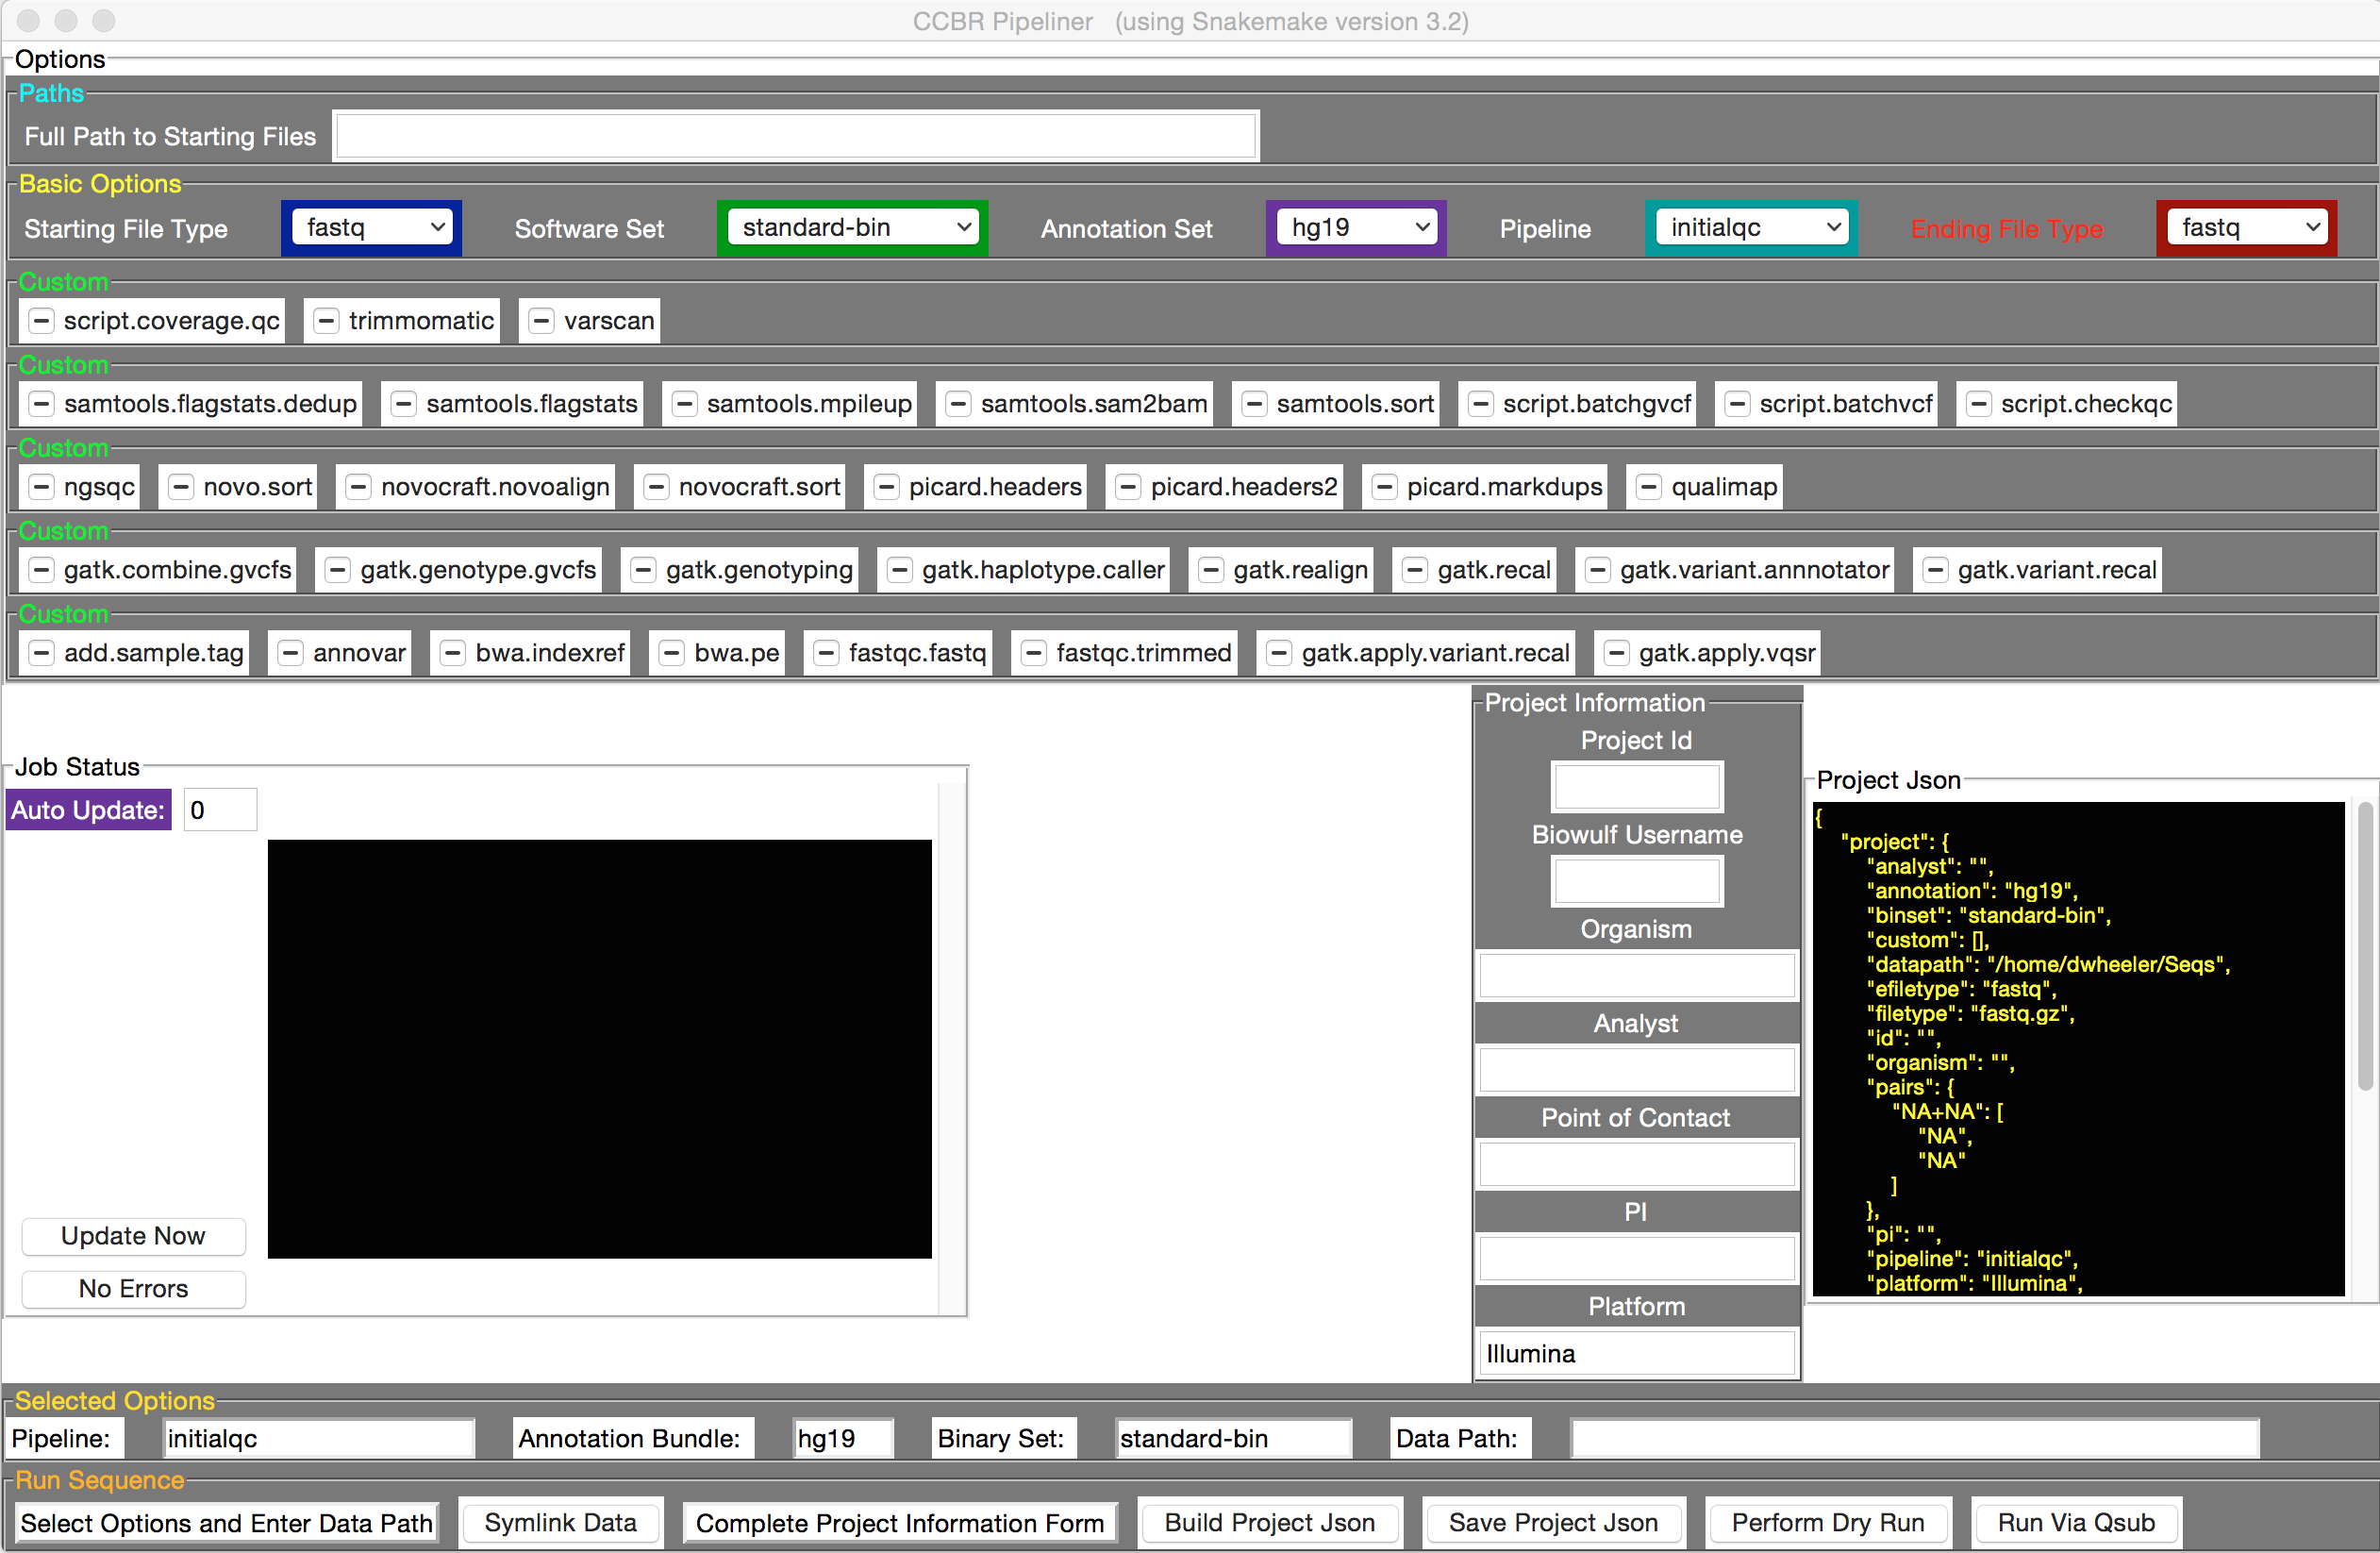 CCBR Pipeliner (using Snakemake version 3.2)
Options
Paths
Full Path to Starting Files
Basic Options
Starting File Type fastq Software Set standard-bin Annotation Set hg19 Pipeline initialqc Ending File Type fastq
Custom
script.coverage.qc trimmomatic varscan
Custom
samtools.flagstats.dedup samtools.flagstats samtools.mpileup samtools.sam2bam samtools.sort script.batchgvcf script.batchvcf script.checkqc
Custom
ngsqc novo.sort novocraft.novoalign novocraft.sort picard.headers picard.headers2 picard.markdups qualimap
Custom
gatk.combine.gvcfs gatk.genotype.gvcfs gatk.genotyping gatk.haplotype.caller gatk.realign gatk.recal gatk.variant.annnotator gatk.variant.recal
Custom
add.sample.tag annovar bwa.indexref bwa.pe fastqc.fastq fastqc.trimmed gatk.apply.variant.recal gatk.apply.vqsr
Job Status
Auto Update: 0
Update Now
No Errors
Project Information
Project Id
Biowulf Username
Organism
Analyst
Point of Contact
PI
Platform
Illumina
Project Json
{
"project": {
"analyst": "",
"annotation": "hg19",
"binset": "standard-bin",
"custom": [],
"datapath": "/home/dwheeler/Seqs",
"efiletype": "fastq",
"filetype": "fastq.gz",
"id": "",
"organism": "",
"pairs": {
"NA+NA": [
"NA",
"NA"
]
},
"pi": "",
"pipeline": "initialqc",
"platform": "Illumina",
Selected Options
Pipeline: initialqc Annotation Bundle: hg19 Binary Set: standard-bin Data Path:
Run Sequence
Select Options and Enter Data Path Symlink Data Complete Project Information Form Build Project Json Save Project Json Perform Dry Run Run Via Qsub